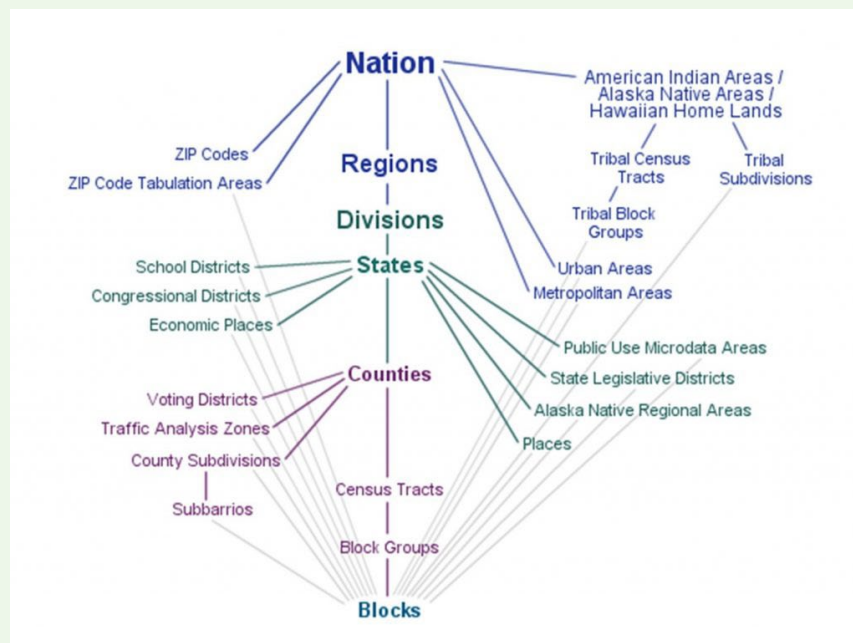 Nation
American Indian Areas /
Alaska Native Areas /
Hawaiian Home Lands
ZIP Codes
ZIP Code Tabulation Areas
Regions
Tribal Census
Tracts
Tribal
Subdivisions
Divisions
Tribal Block
Groups
School Districts
States
Urban Areas
Congressional Districts
Metropolitan Areas
Economic Places
Public Use Microdata Areas
Counties
State Legislative Districts
Voting Districts
Alaska Native Regional Areas
Traffic Analysis Zones
Places
County Subdivisions
Census Tracts
Subbarrios
Block Groups
Blocks